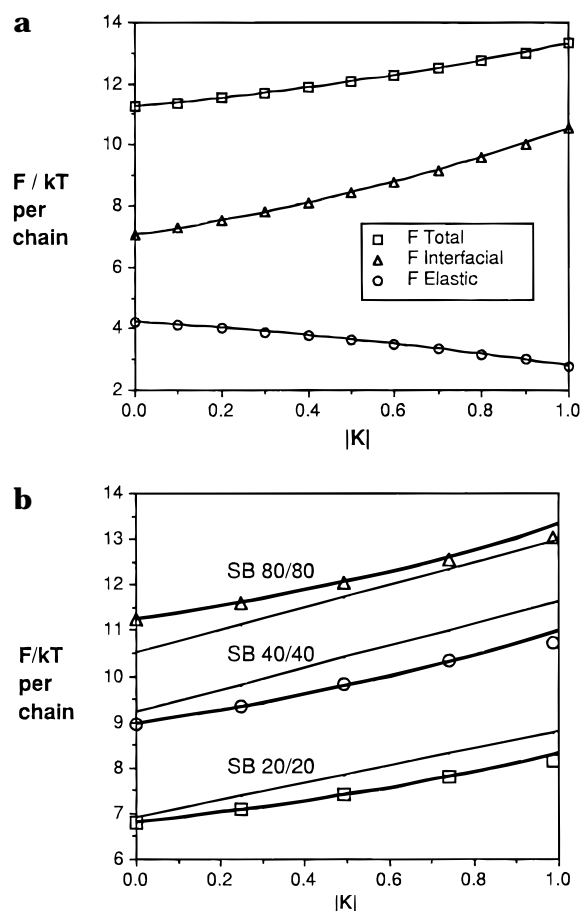 a
14
12
10
8
6
4
2
F / kT
per
chain
F Total
F Interfacial
F Elastic
0.0 0.2 0.4 0.6 0.8 1.0
|K|
b
14
13
12
11
10
9
8
7
6
F/kT
per
chain
SB 80/80
SB 40/40
SB 20/20
0.0 0.2 0.4 0.6 0.8 1.0
|K|